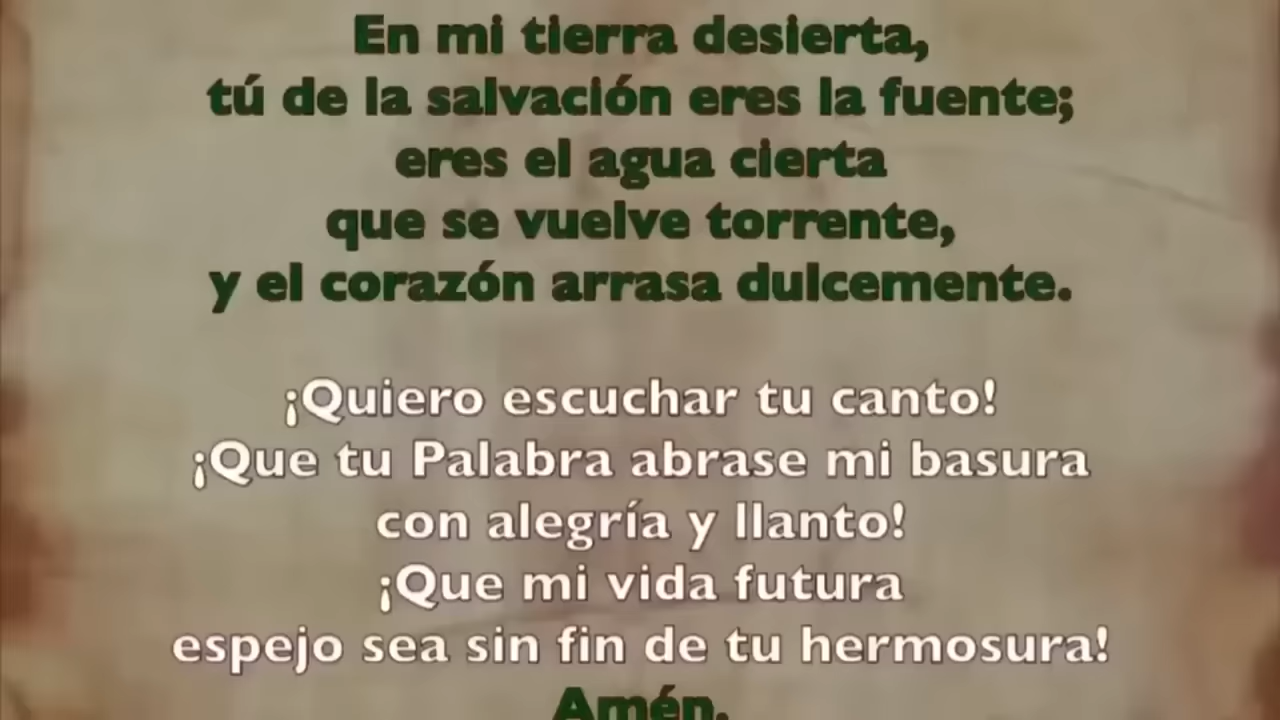 En mi tierra desierta,
tú de la salvación eres la fuente;
eres el agua cierta
que se vuelve torrente,
y el corazón arrasa dulcemente.
¡Quiero escuchar tu canto!
¡Que tu Palabra abrase mi basura
con alegría y llanto!
¡Que mi vida futura
espejo sea sin fin de tu hermosura!
Amén.